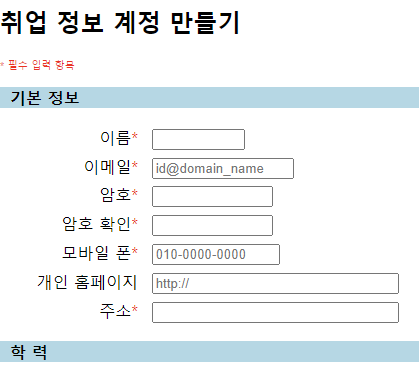 취업 정보 계정 만들기
* 필수 입력 항목
기본 정보
이름*
이메일* id@domain_name
암호*
암호 확인*
모바일 폰* 010-0000-0000
개인 홈페이지 http://
주소*
학 력